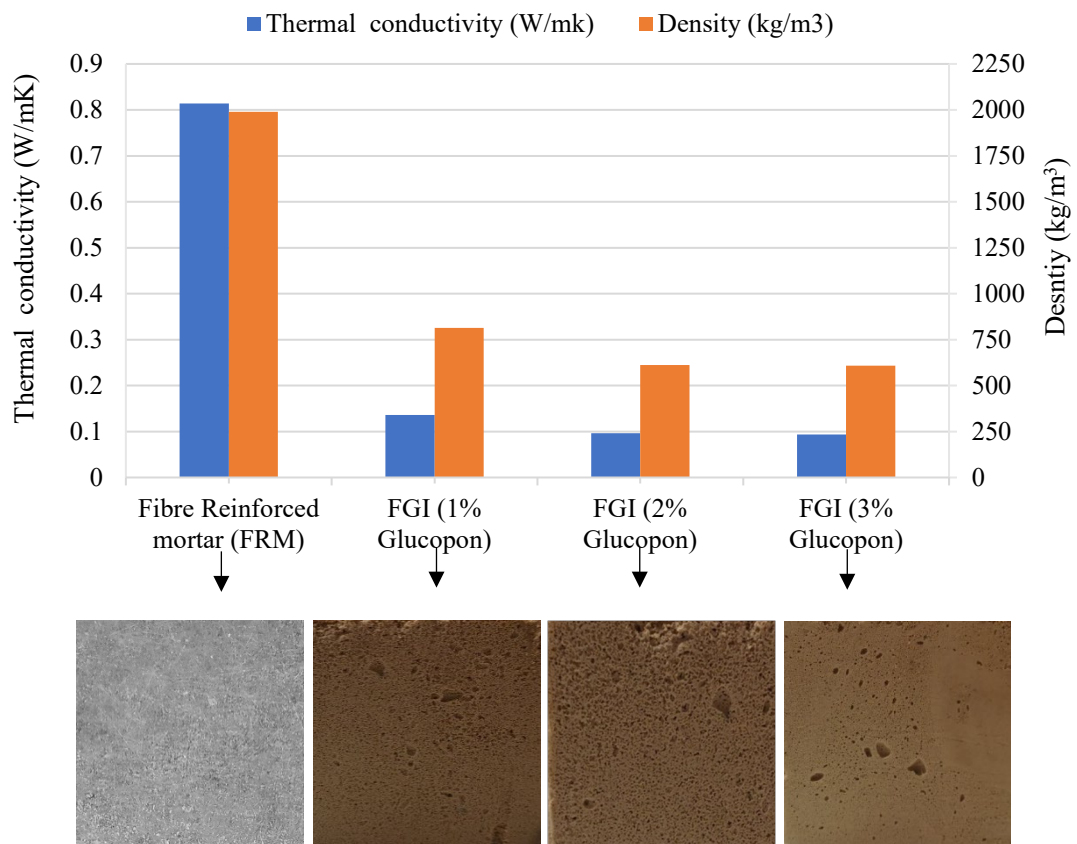 Thermal conductivity (W/mk)
Density (kg/m3)
Thermal conductivity (W/mK)
0.9
0.8
0.7
0.6
0.5
0.4
0.3
0.2
0.1
0
2250
2000
1750
1500
1250
1000
750
500
250
0
Desntiy (kg/m³)
Fibre Reinforced
mortar (FRM)
FGI (1%
Glucopon)
FGI (2%
Glucopon)
FGI (3%
Glucopon)